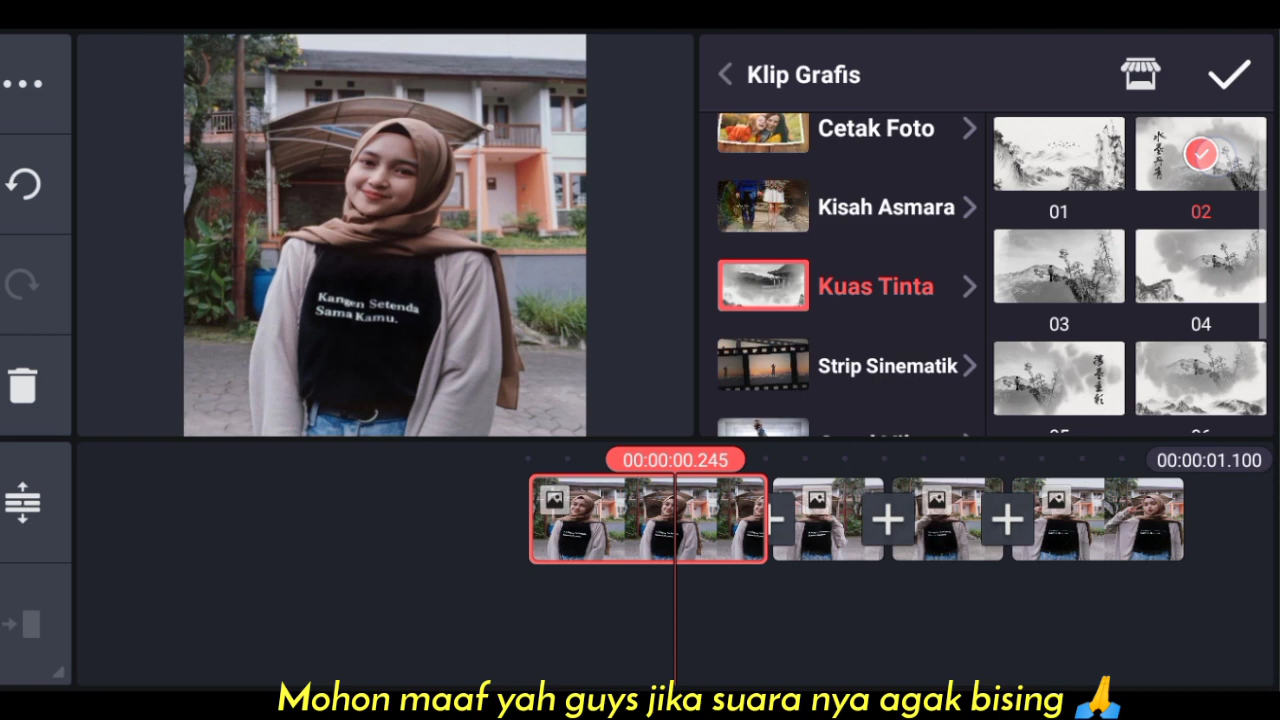 Klip Grafis
Cetak Foto
Kisah Asmara
Kuas Tinta
Strip Sinematik
01
02
03
04
Kangen Setenda
Sama Kamu.
00:00:00.245
00:00:01.100
Mohon maaf yah guys jika suara nya agak bising 🙏